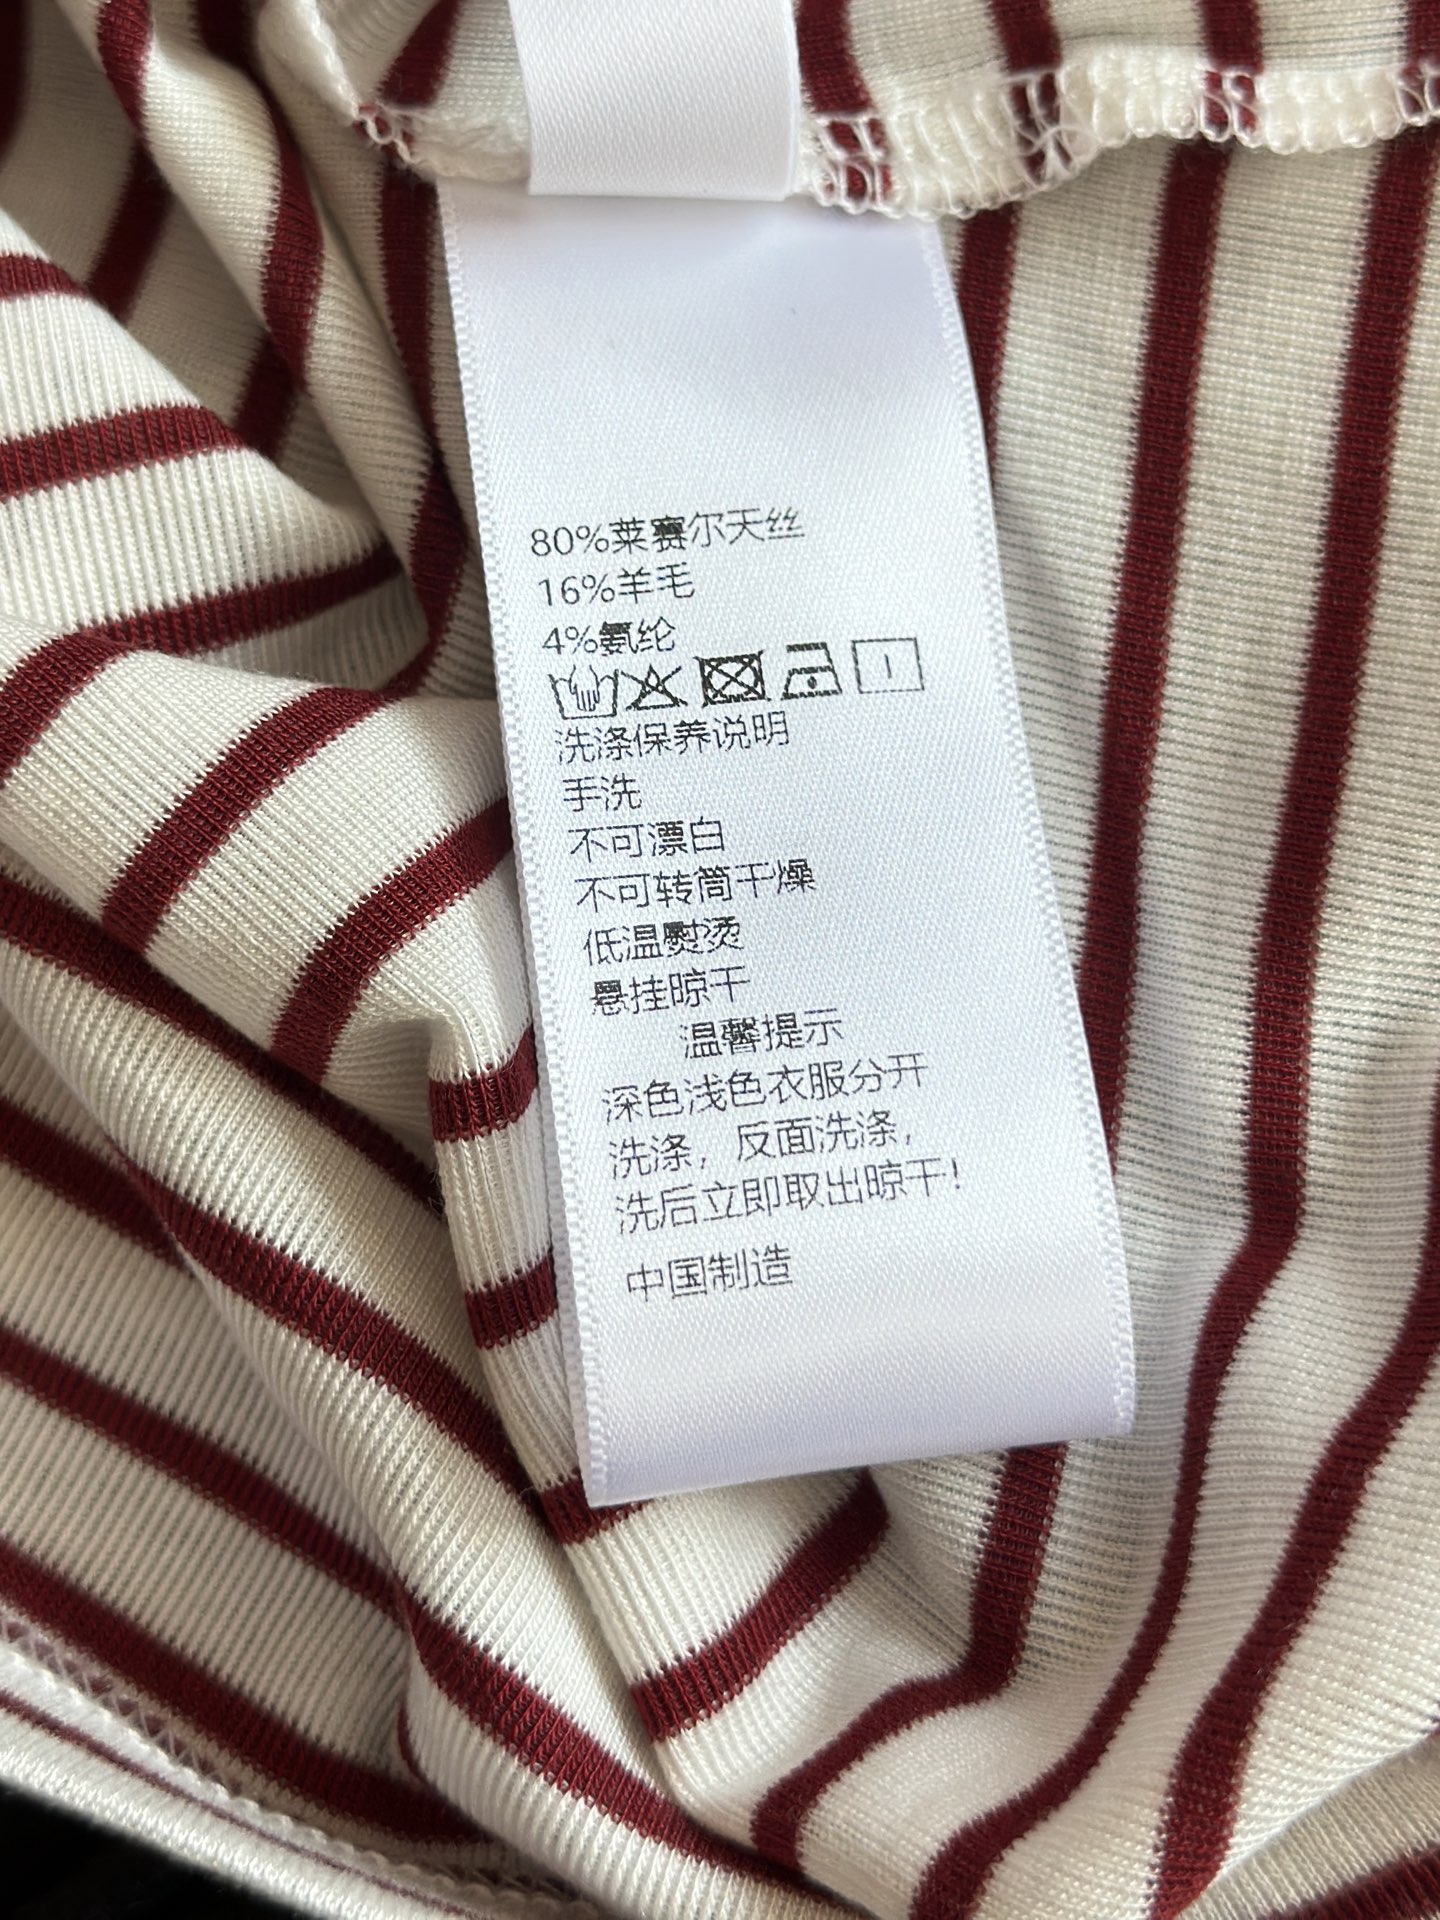 80%莱赛尔天丝
16%羊毛
4%氨纶
洗涤保养说明
手洗
不可漂白
不可转筒干燥
低温熨烫
悬挂晾干
温馨提示
深色浅色衣服分开
洗涤，反面洗涤，
洗后立即取出晾干！
中国制造